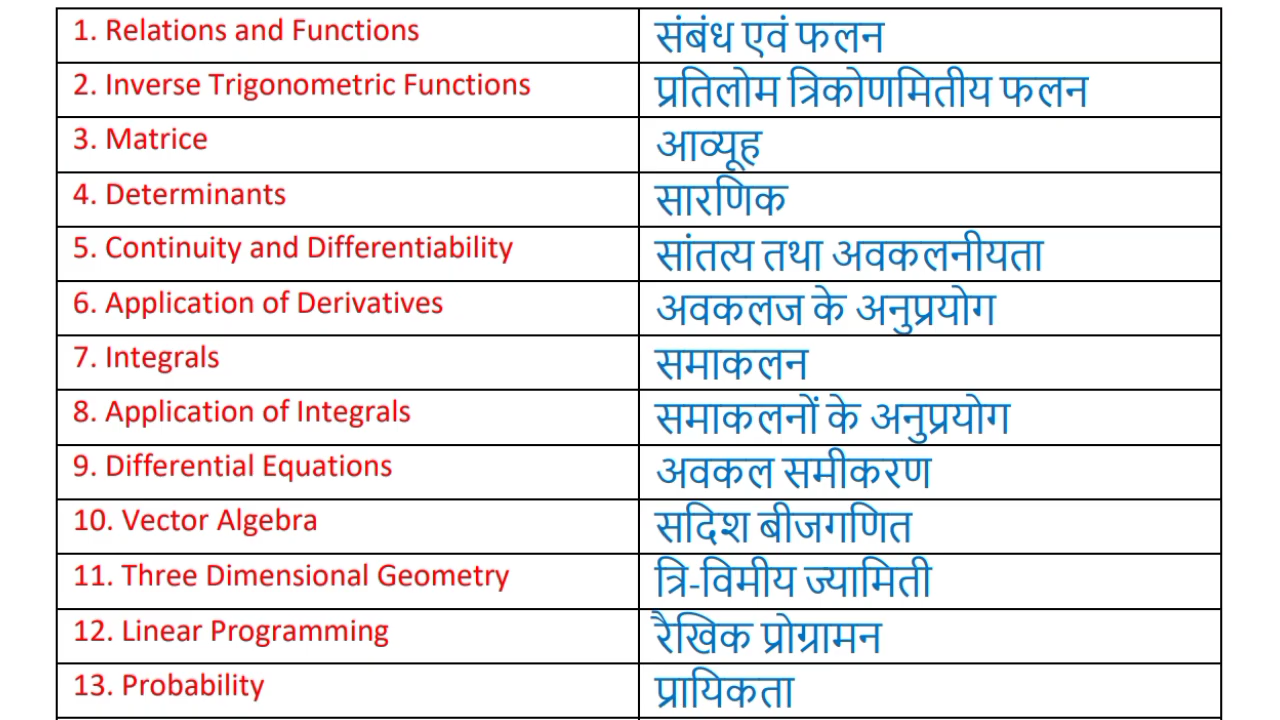 1. Relations and Functions संबंध एवं फलन
2. Inverse Trigonometric Functions प्रतिलोम त्रिकोणमितीय फलन
3. Matrice आव्यूह
4. Determinants सारणिक
5. Continuity and Differentiability सांतत्य तथा अवकलनीयता
6. Application of Derivatives अवकलज के अनुप्रयोग
7. Integrals समाकलन
8. Application of Integrals समाकलनों के अनुप्रयोग
9. Differential Equations अवकल समीकरण
10. Vector Algebra सदिश बीजगणित
11. Three Dimensional Geometry त्रि-विमीय ज्यामिती
12. Linear Programming रैखिक प्रोग्रामन
13. Probability प्रायिकता